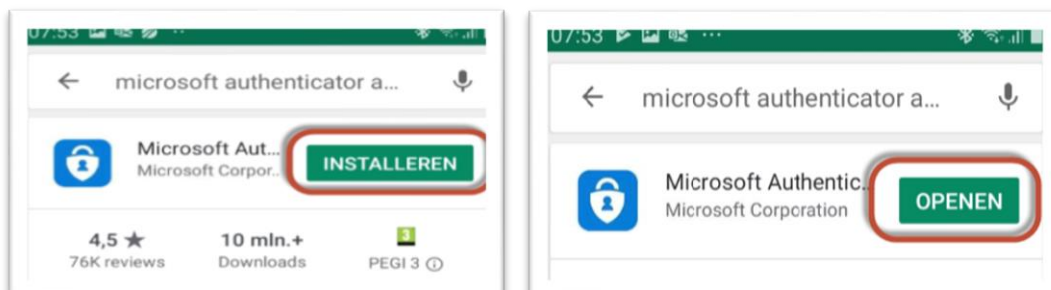 07:53 ...
microsoft authenticator a...
Microsoft Aut...
INSTALLEREN
Microsoft Corpor...
4,5 ★ 10 mln.+ 3
76K reviews Downloads PEGI 3
07:53 ...
microsoft authenticator a...
Microsoft Authentic...
OPENEN
Microsoft Corporation